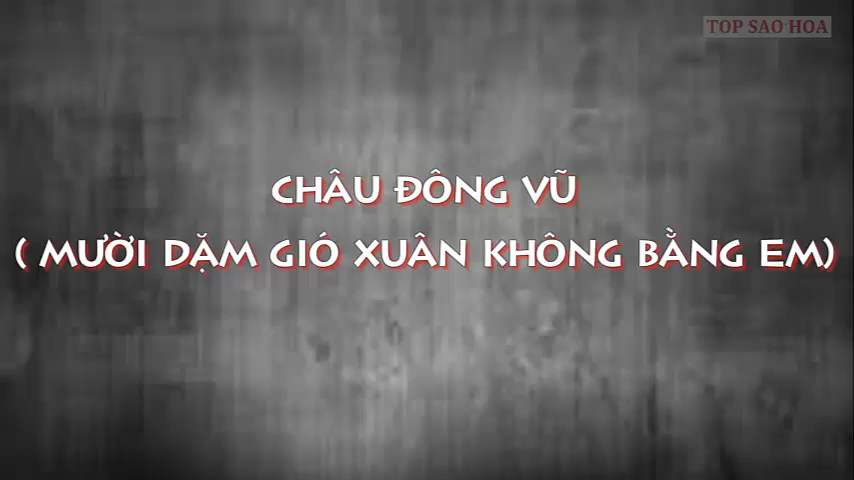 TOP SAO HOA
CHÂU ĐÔNG VŨ
( MƯỜI DẶM GIÓ XUÂN KHÔNG BẰNG EM)